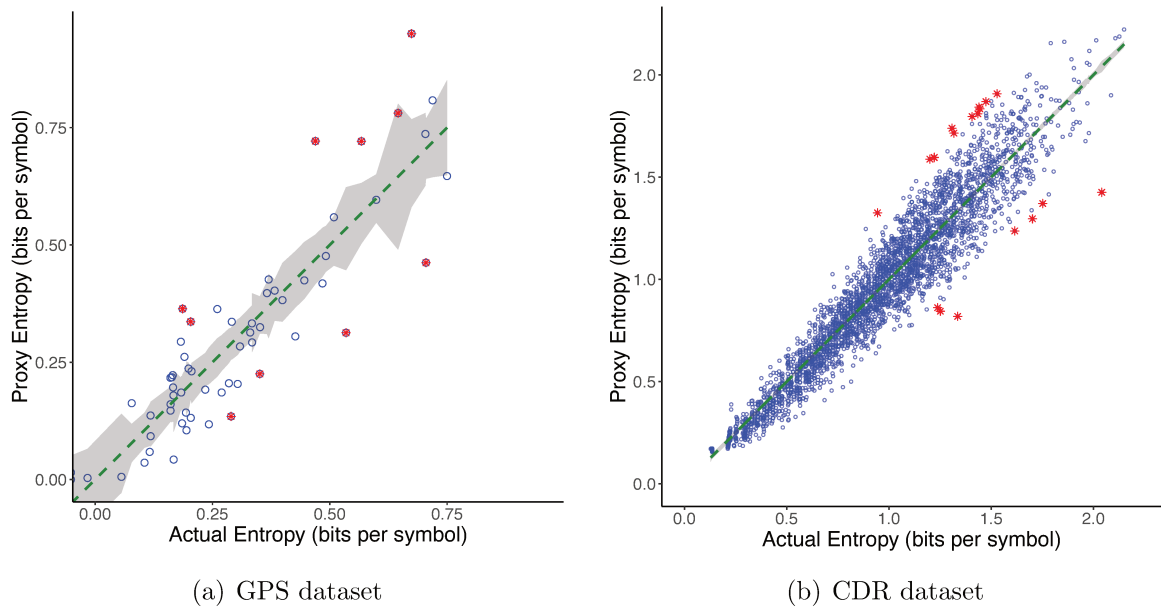 Proxy Entropy (bits per symbol)
0.75
0.50
0.25
0.00
0.00 0.25 0.50 0.75
Actual Entropy (bits per symbol)
(a) GPS dataset
Proxy Entropy (bits per symbol)
2.0
1.5
1.0
0.5
0.0
0.0 0.5 1.0 1.5 2.0
Actual Entropy (bits per symbol)
(b) CDR dataset